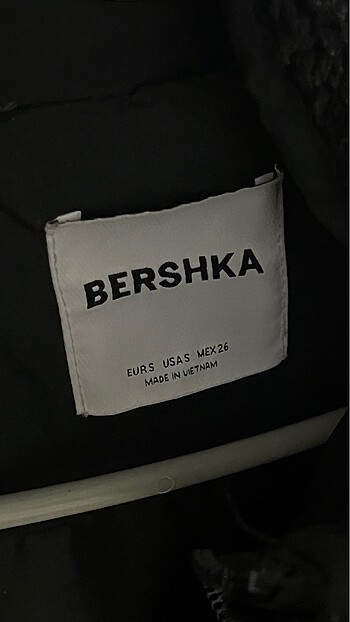 BERSHKA
EUR S USA S MEX 26
MADE IN VIETNAM